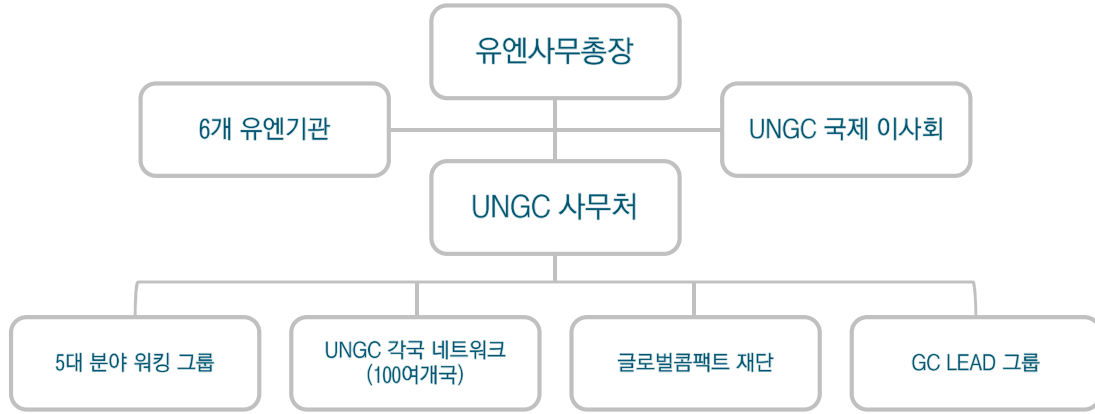 유엔사무총장
6개 유엔기관
UNGC 국제 이사회
UNGC 사무처
5대 분야 워킹 그룹
UNGC 각국 네트워크
(100여개국)
글로벌콤팩트 재단
GC LEAD 그룹